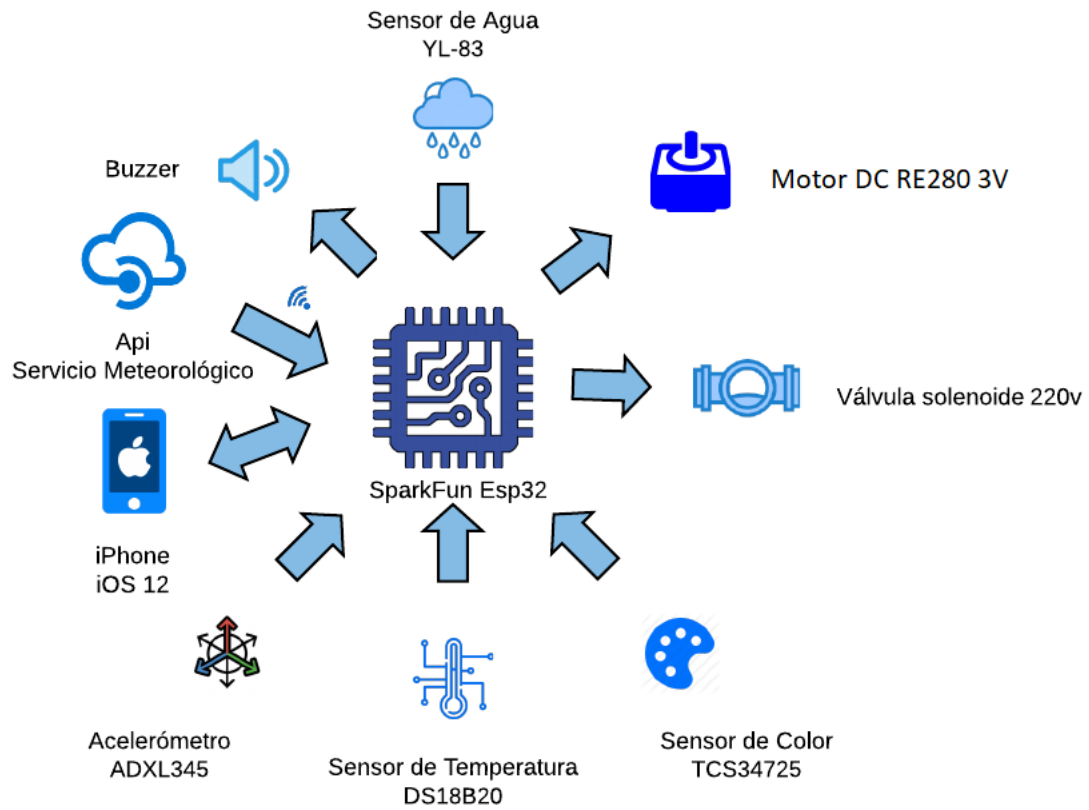 Sensor de Agua
YL-83
Buzzer
Motor DC RE280 3V
Api
Servicio Meteorológico
Válvula solenoide 220v
SparkFun Esp32
iPhone
iOS 12
Acelerómetro
ADXL345
Sensor de Temperatura
DS18B20
Sensor de Color
TCS34725